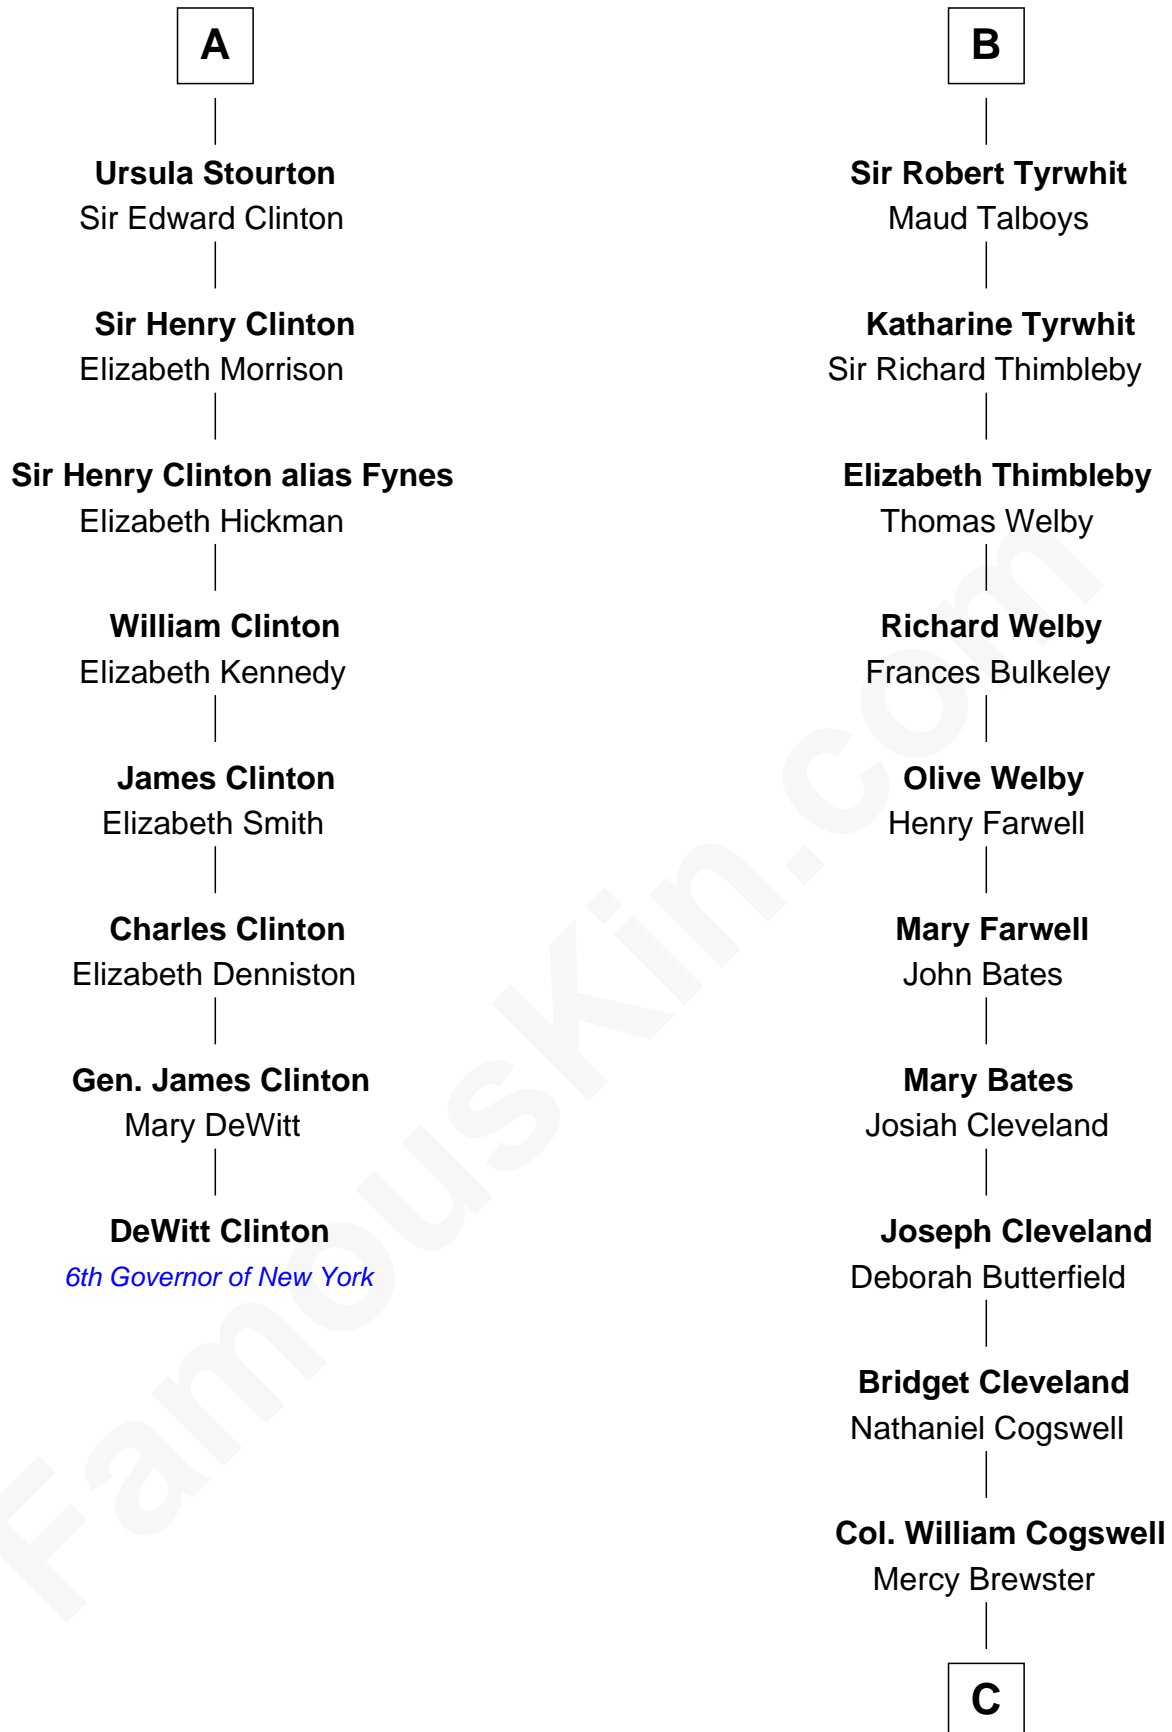 A
Ursula Stourton
Sir Edward Clinton
Sir Henry Clinton
Elizabeth Morrison
Sir Henry Clinton alias Fynes
Elizabeth Hickman
William Clinton
Elizabeth Kennedy
James Clinton
Elizabeth Smith
Charles Clinton
Elizabeth Denniston
Gen. James Clinton
Mary DeWitt
DeWitt Clinton
6th Governor of New York
B
Sir Robert Tyrwhit
Maud Talboys
Katharine Tyrwhit
Sir Richard Thimbleby
Elizabeth Thimbleby
Thomas Welby
Richard Welby
Frances Bulkeley
Olive Welby
Henry Farwell
Mary Farwell
John Bates
Mary Bates
Josiah Cleveland
Joseph Cleveland
Deborah Butterfield
Bridget Cleveland
Nathaniel Cogswell
Col. William Cogswell
Mercy Brewster
C
FamousKin.com